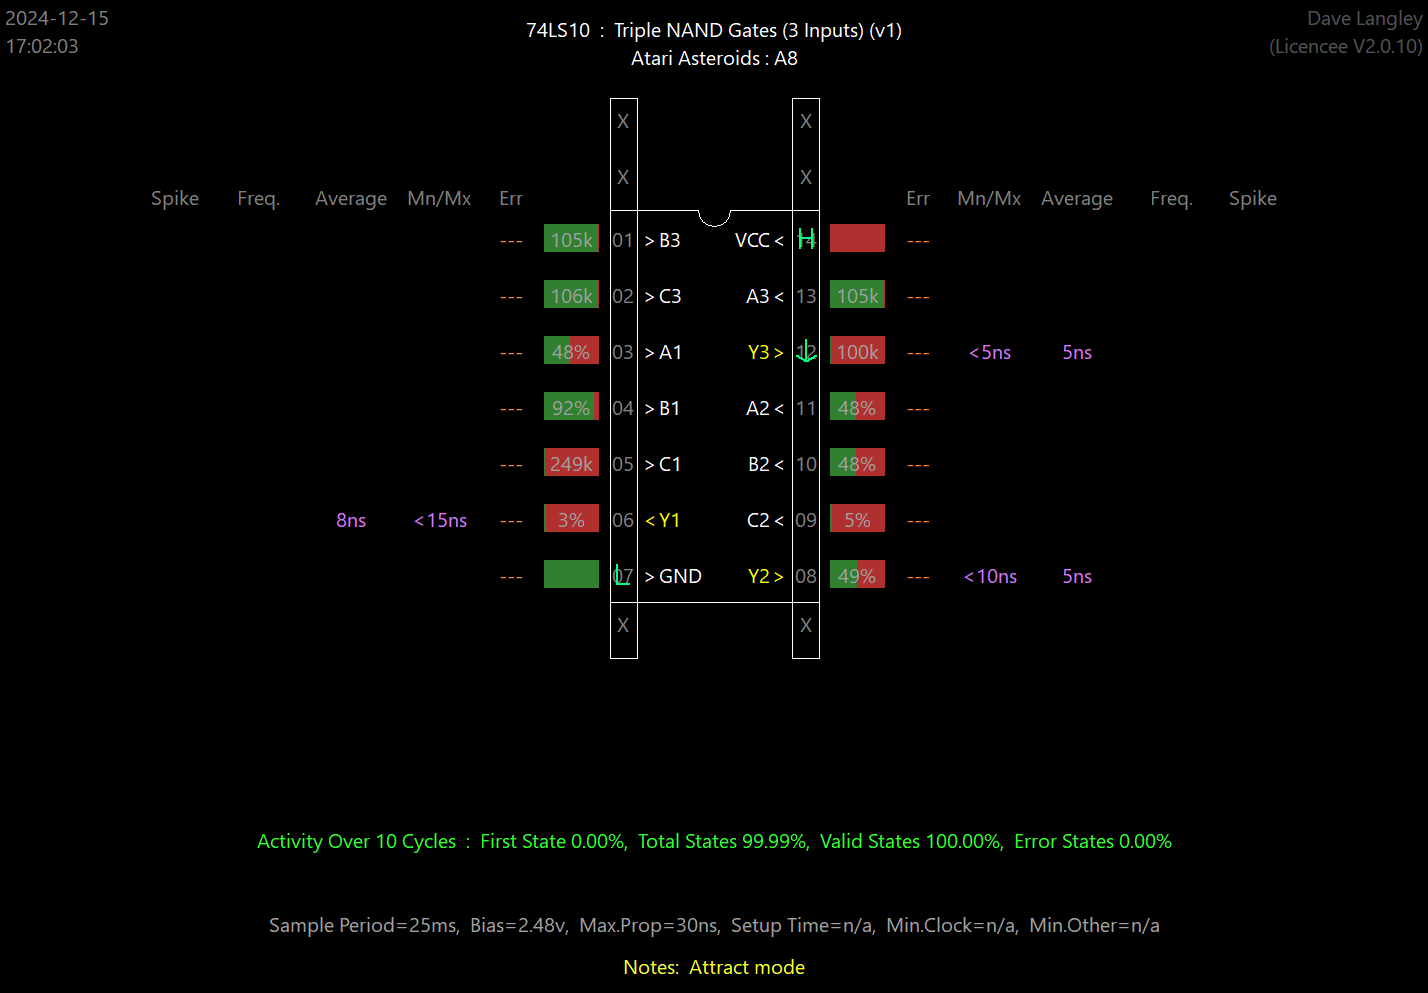 2024-12-15
17:02:03
74LS10 : Triple NAND Gates (3 Inputs) (v1)
Atari Asteroids : A8
Dave Langley
(Licencee V2.0.10)
X X
X X
Spike Freq. Average Mn/Mx Err Err Mn/Mx Average Freq. Spike
--- 105k 01 > B3 VCC < 14 H ---
--- 106k 02 > C3 A3 < 13 105k ---
--- 48% 03 > A1 Y3 > 12 100k --- <5ns 5ns
--- 92% 04 > B1 A2 < 11 48% ---
--- 249k 05 > C1 B2 < 10 48% ---
8ns <15ns --- 3% 06 < Y1 C2 < 09 5% ---
--- 07 L > GND Y2 > 08 49% --- <10ns 5ns
X X
Activity Over 10 Cycles : First State 0.00%, Total States 99.99%, Valid States 100.00%, Error States 0.00%
Sample Period=25ms, Bias=2.48v, Max.Prop=30ns, Setup Time=n/a, Min.Clock=n/a, Min.Other=n/a
Notes: Attract mode